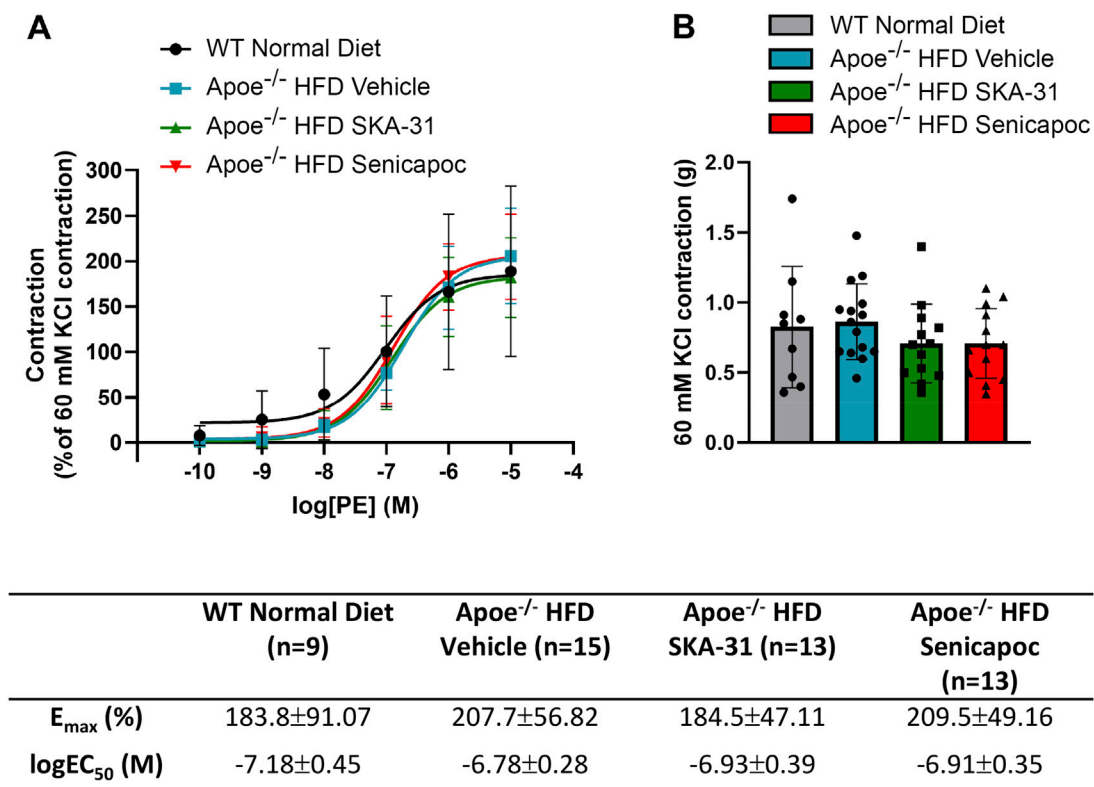 A
WT Normal Diet
Apoe-/- HFD Vehicle
Apoe-/- HFD SKA-31
Apoe-/- HFD Senicapoc
Contraction
(%of 60 mM KCl contraction)
300
250
200
150
100
50
0
-10 -9 -8 -7 -6 -5 -4
log[PE] (M)
B
WT Normal Diet
Apoe-/- HFD Vehicle
Apoe-/- HFD SKA-31
Apoe-/- HFD Senicapoc
60 mM KCl contraction (g)
2.0
1.5
1.0
0.5
0.0
WT Normal Diet Apoe-/- HFD Apoe-/- HFD Apoe-/- HFD
(n=9) Vehicle (n=15) SKA-31 (n=13) Senicapoc
(n=13)
Emax (%) 183.8±91.07 207.7±56.82 184.5±47.11 209.5±49.16
logEC50 (M) -7.18±0.45 -6.78±0.28 -6.93±0.39 -6.91±0.35